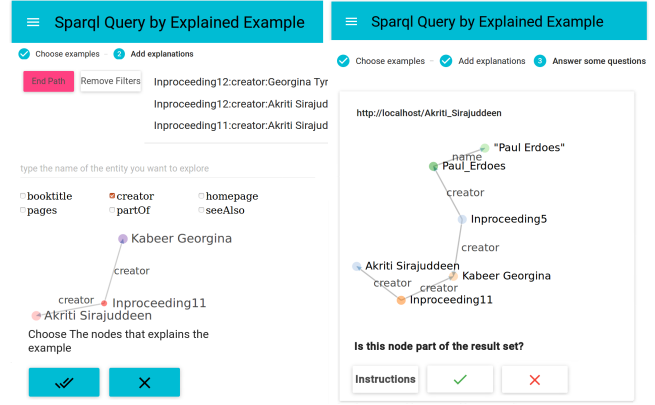 Sparql Query by Explained Example
Choose examples
2 Add explanations
End Path
Remove Filters
Inproceeding12:creator:Georgina Tyr
Inproceeding12:creator:Akriti Sirajud
Inproceeding11:creator:Akriti Sirajud
type the name of the entity you want to explore
booktitle
creator
homepage
pages
partOf
seeAlso
Kabeer Georgina
creator
creator
Inproceeding11
Akriti Sirajuddeen
Choose The nodes that explains the
example
Sparql Query by Explained Example
Choose examples
Add explanations
3 Answer some questions
http://localhost/Akriti_Sirajuddeen
"Paul Erdoes"
name
Paul_Erdoes
creator
Inproceeding5
creator
Akriti Sirajuddeen
Kabeer Georgina
creator
creator
Inproceeding11
Is this node part of the result set?
Instructions